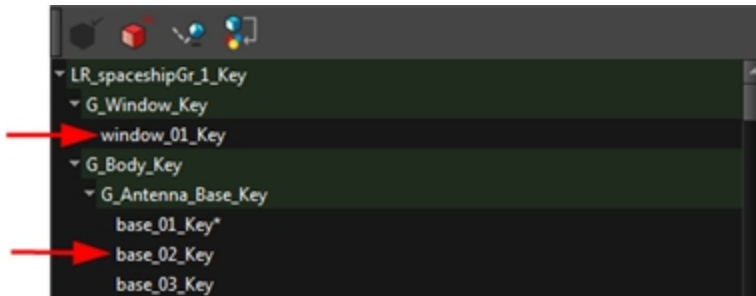 LR_spaceshipGr_1_Key
G_Window_Key
window_01_Key
G_Body_Key
G_Antenna_Base_Key
base_01_Key*
base_02_Key
base_03_Key